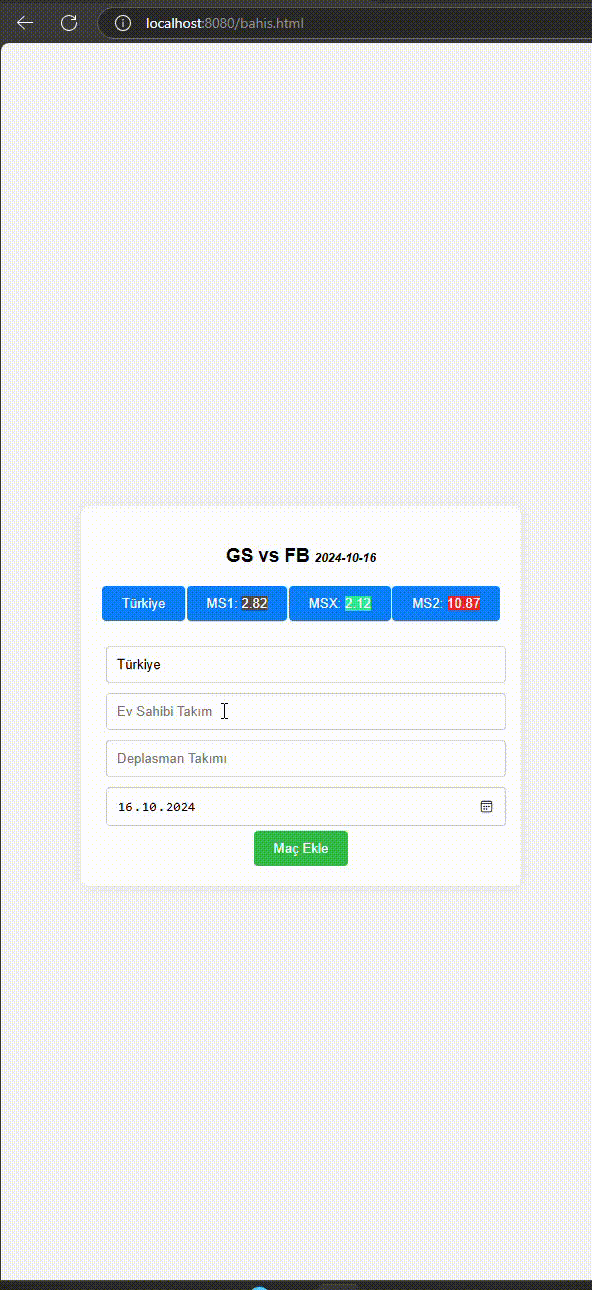 localhost:8080/bahis.html
GS vs FB 2024-10-16
Türkiye MS1: 2.82 MSX: 2.12 MS2: 10.87
Türkiye
Ev Sahibi Takım
Deplasman Takımı
16.10.2024
Maç Ekle